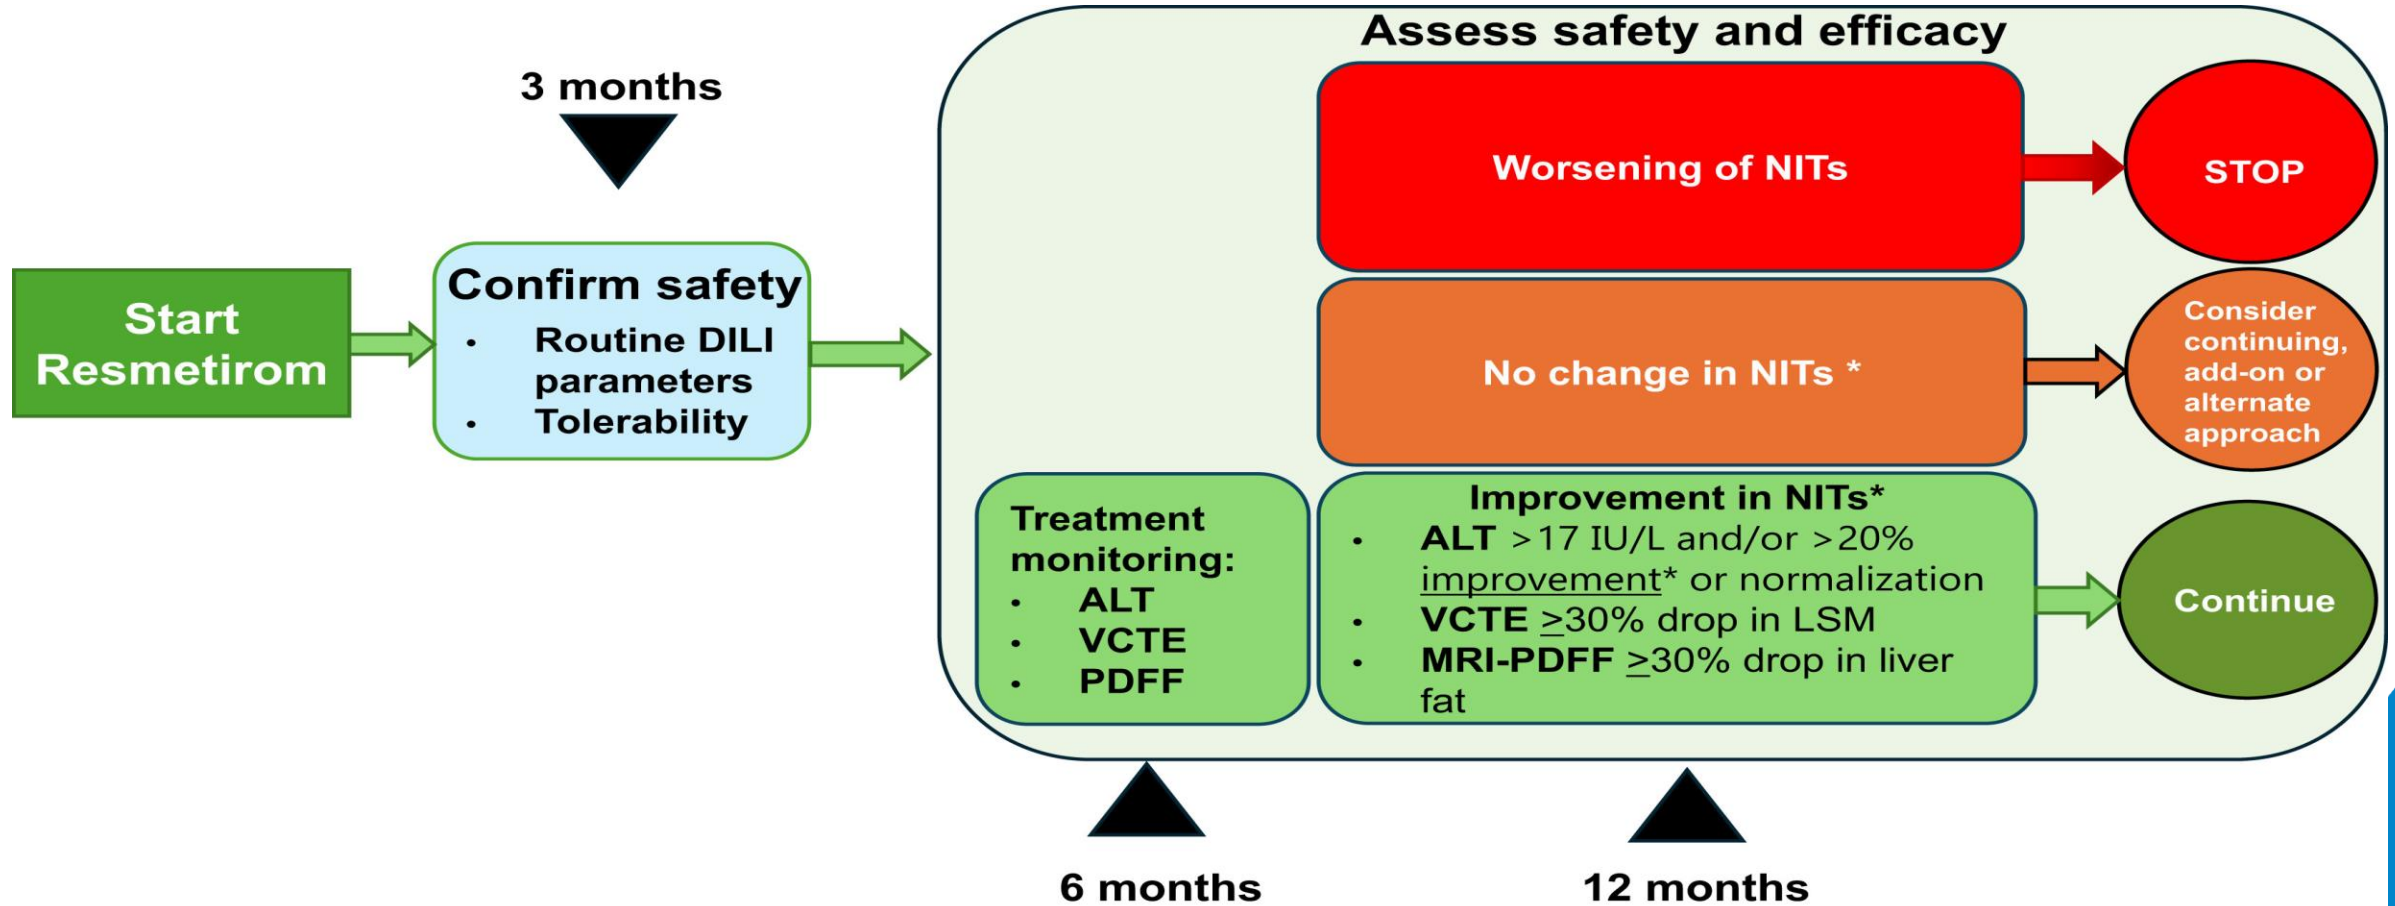 Assess safety and efficacy
3 months
Start
Resmetirom
Confirm safety
• Routine DILI
parameters
• Tolerability
Worsening of NITs
STOP
No change in NITs *
Consider
continuing,
add-on or
alternate
approach
Treatment
monitoring:
• ALT
• VCTE
• PDFF
Improvement in NITs*
• ALT >17 IU/L and/or >20%
improvement* or normalization
• VCTE ≥30% drop in LSM
• MRI-PDFF ≥30% drop in liver
fat
Continue
6 months
12 months